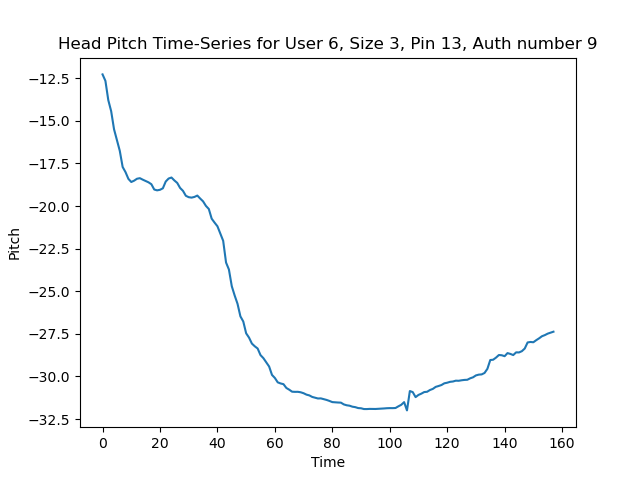 Head Pitch Time-Series for User 6, Size 3, Pin 13, Auth number 9
−12.5
−15.0
−17.5
−20.0
−22.5
−25.0
−27.5
−30.0
−32.5
Pitch
0 20 40 60 80 100 120 140 160
Time